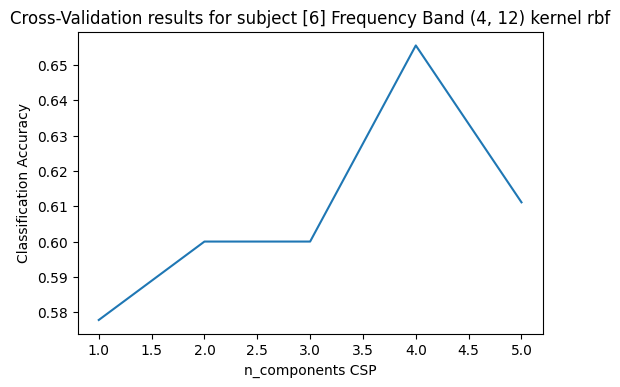 Cross-Validation results for subject [6] Frequency Band (4, 12) kernel rbf
Classification Accuracy
0.65
0.64
0.63
0.62
0.61
0.60
0.59
0.58
1.0 1.5 2.0 2.5 3.0 3.5 4.0 4.5 5.0
n_components CSP